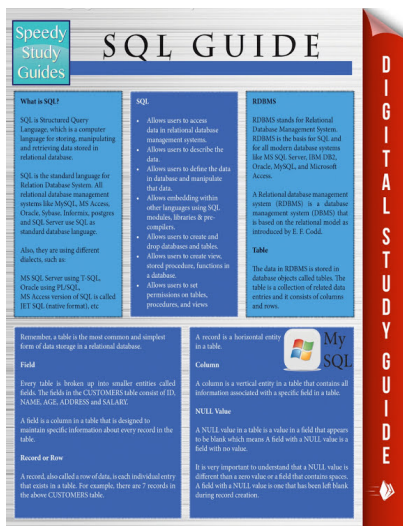 Speedy
Study
Guides
SQL GUIDE
What is SQL?
SQL is Structured Query
Language, which is a computer
language for storing, manipulating
and retrieving data stored in
relational database.
SQL is the standard language for
Relation Database System. All
relational database management
systems like MySQL, MS Access,
Oracle, Sybase, Informix, postgres
and SQL Server use SQL as
standard database language.
Also, they are using different
dialects, such as:
MS SQL Server using T-SQL,
Oracle using PL/SQL,
MS Access version of SQL is called
JET SQL (native format), etc
SQL
• Allows users to access
data in relational database
management systems.
• Allows users to describe the
data.
• Allows users to define the data
in database and manipulate
that data.
• Allows embedding within
other languages using SQL
modules, libraries & pre-
compilers.
• Allows users to create and
drop databases and tables.
• Allows users to create view,
stored procedure, functions in
a database.
• Allows users to set
permissions on tables,
procedures, and views
RDBMS
RDBMS stands for Relational
Database Management System.
RDBMS is the basis for SQL and
for all modern database systems
like MS SQL Server, IBM DB2,
Oracle, MySQL, and Microsoft
Access.
A Relational database management
system (RDBMS) is a database
management system (DBMS) that
is based on the relational model as
introduced by E. F. Codd.
Table
The data in RDBMS is stored in
database objects called tables. The
table is a collection of related data
entries and it consists of columns
and rows.
Remember, a table is the most common and simplest
form of data storage in a relational database.
Field
Every table is broken up into smaller entities called
fields. The fields in the CUSTOMERS table consist of ID,
NAME, AGE, ADDRESS and SALARY.
A field is a column in a table that is designed to
maintain specific information about every record in the
table.
Record or Row
A record, also called a row of data, is each individual entry
that exists in a table. For example, there are 7 records in
the above CUSTOMERS table.
A record is a horizontal entity
in a table.
Column
A column is a vertical entity in a table that contains all
information associated with a specific field in a table.
NULL Value
A NULL value in a table is a value in a field that appears
to be blank which means A field with a NULL value is a
field with no value.
It is very important to understand that a NULL value is
different than a zero value or a field that contains spaces.
A field with a NULL value is one that has been left blank
during record creation.
My
SQL
DIGITAL STUDY GUIDE